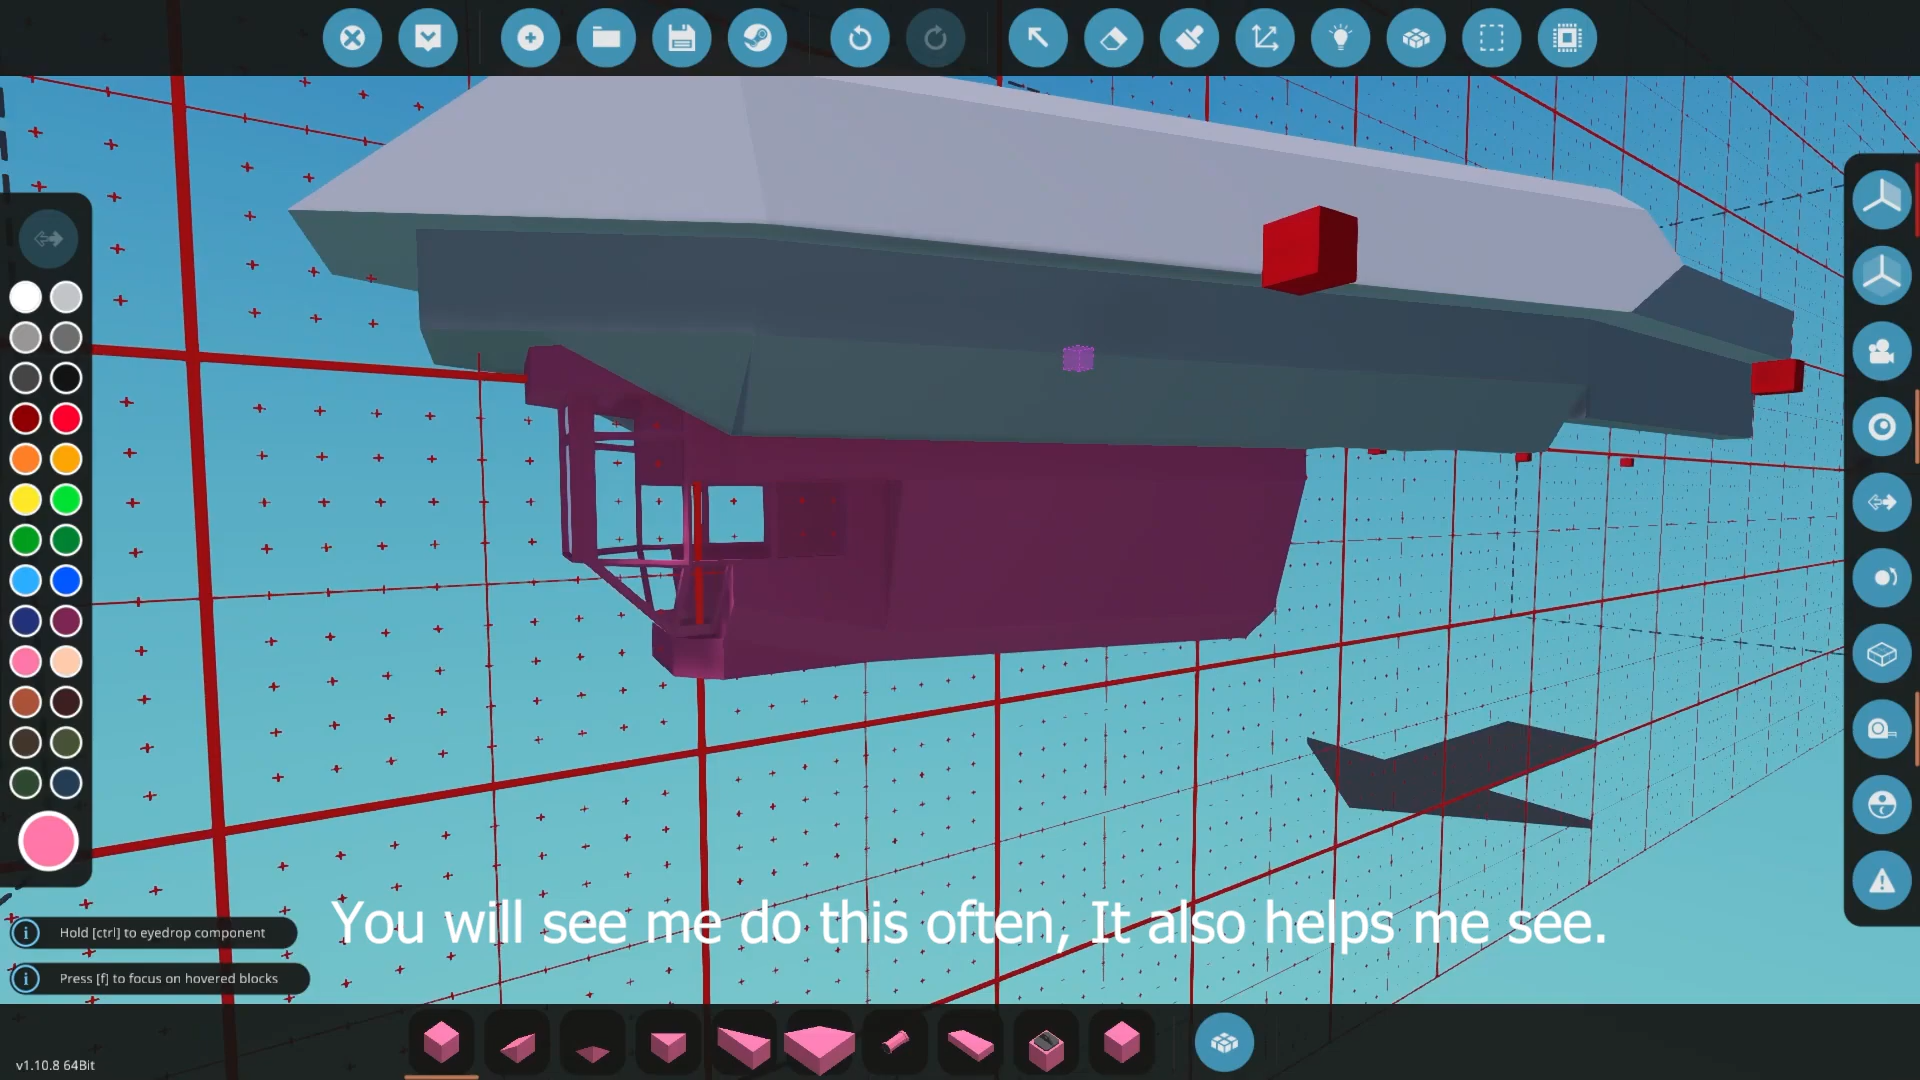 You will see me do this often, It also helps me see.
Hold [ctrl] to eyedrop component
Press [f] to focus on hovered blocks
v1.10.8 64Bit